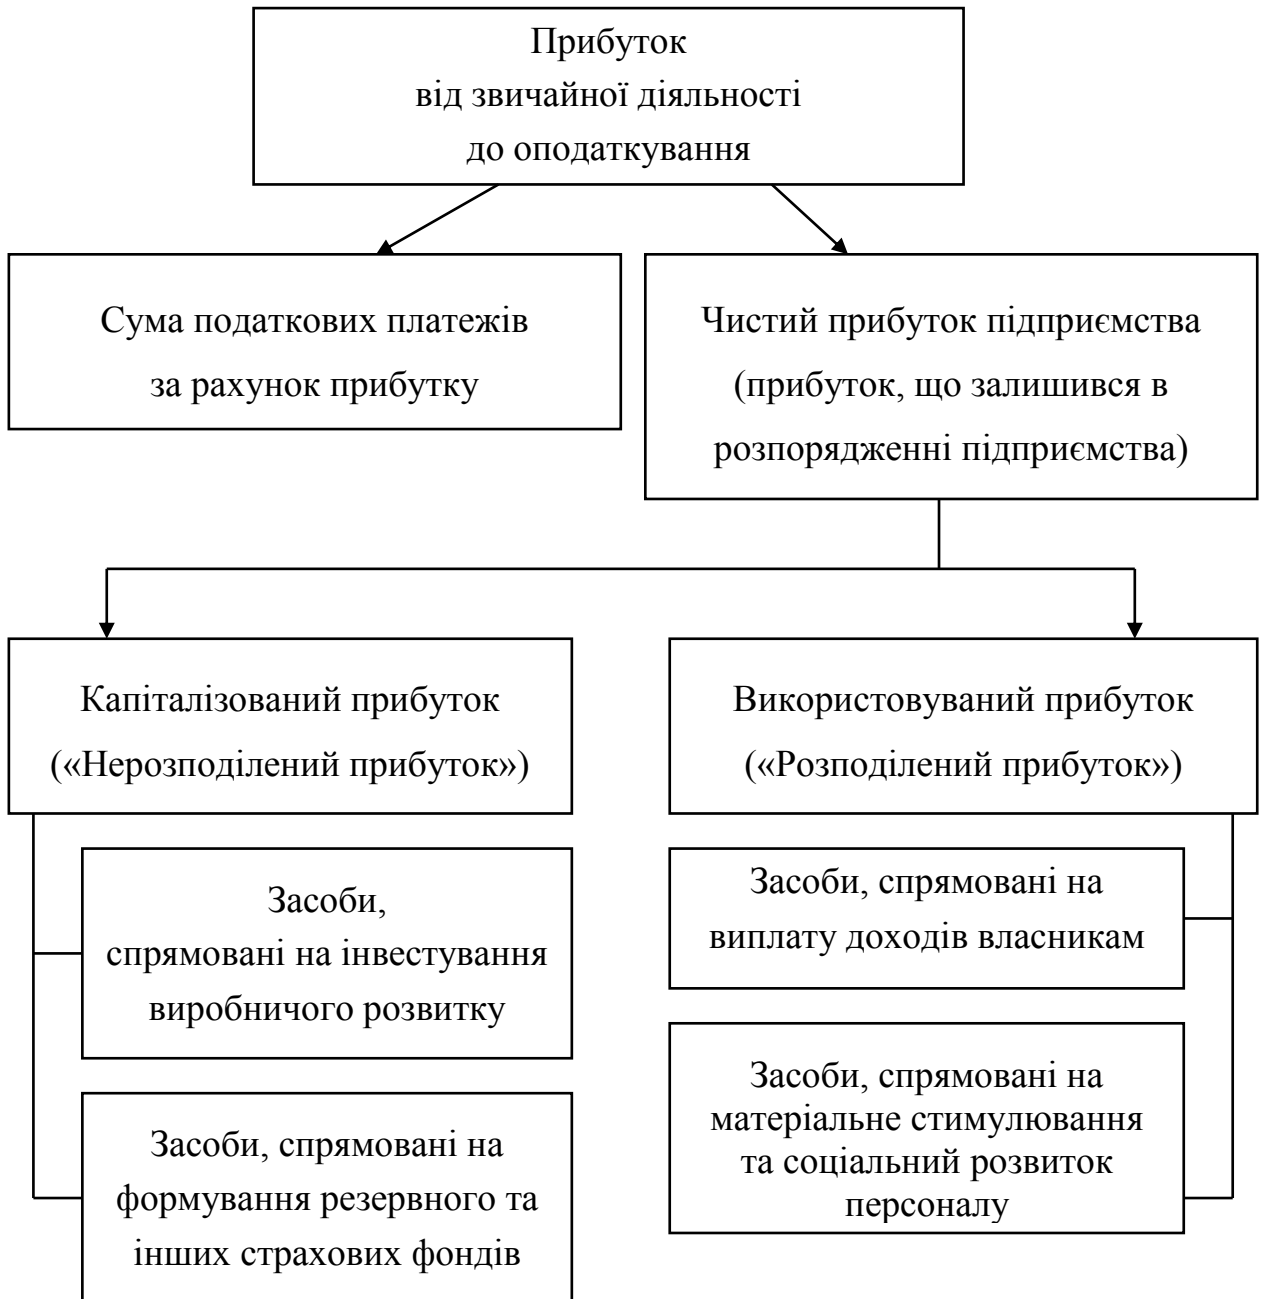 Прибуток
від звичайної діяльності
до оподаткування
Сума податкових платежів
за рахунок прибутку
Чистий прибуток підприємства
(прибуток, що залишився в
розпорядженні підприємства)
Капіталізований прибуток
(«Нерозподілений прибуток»)
Використовуваний прибуток
(«Розподілений прибуток»)
Засоби,
спрямовані на інвестування
виробничого розвитку
Засоби, спрямовані на
формування резервного та
інших страхових фондів
Засоби, спрямовані на
виплату доходів власникам
Засоби, спрямовані на
матеріальне стимулювання
та соціальний розвиток
персоналу